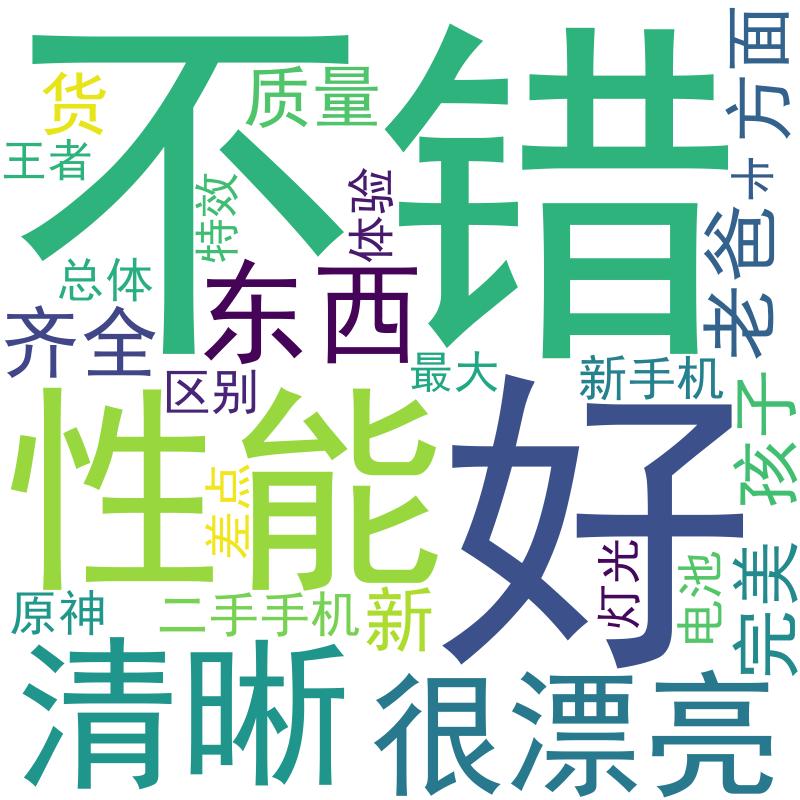 不错
货
质量
方面
王者
特效
体验
卡
老爸
总体
东西
齐全
区别
最大
新手机
性能
好
孩子
差点
灯光
电池
完美
原神
二手手机
新
清晰
很漂亮